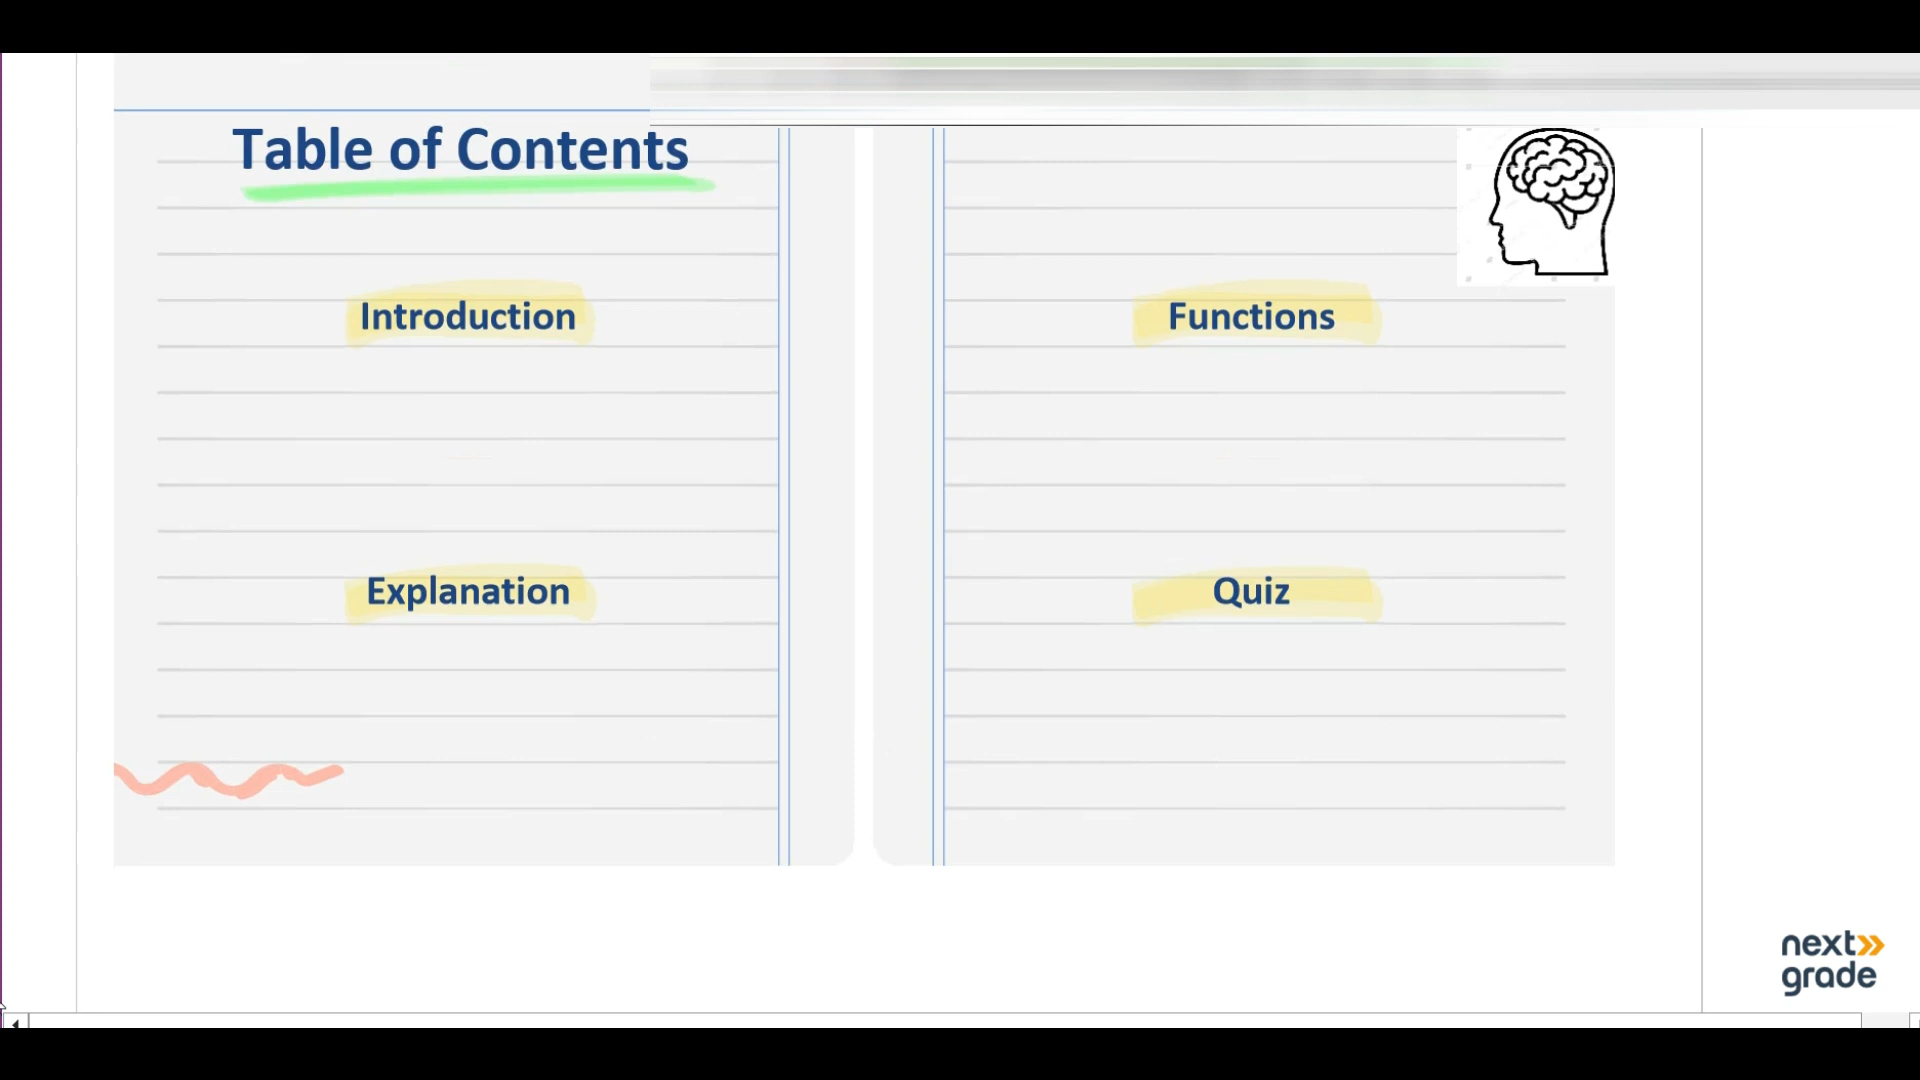 Table of Contents
Introduction
Functions
Explanation
Quiz
next
grade